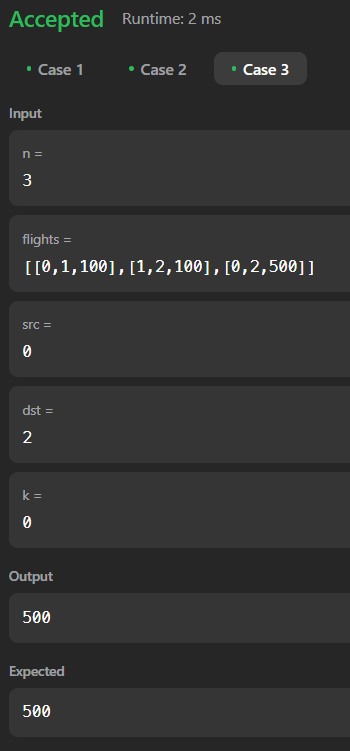 Accepted Runtime: 2 ms
• Case 1 • Case 2 • Case 3
Input
n =
3
flights =
[[0,1,100],[1,2,100],[0,2,500]]
src =
0
dst =
2
k =
0
Output
500
Expected
500